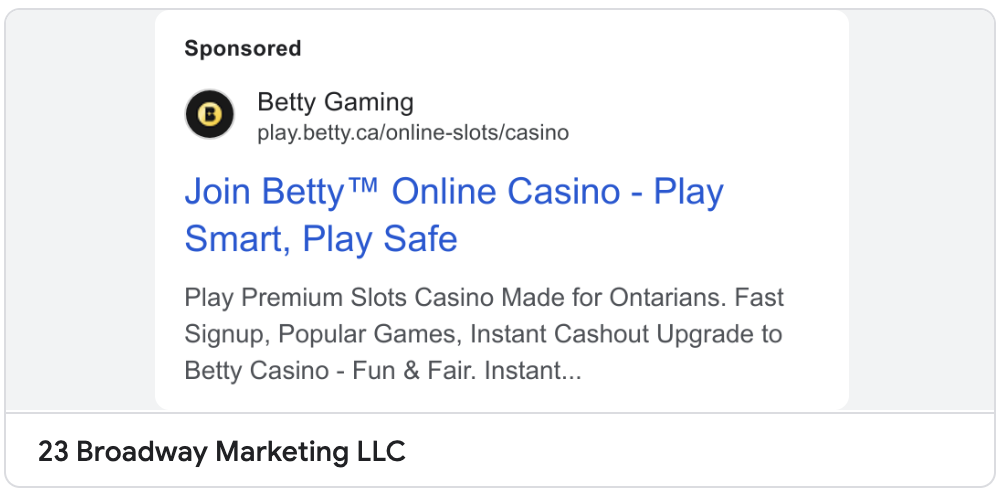 Sponsored
B
Betty Gaming
play.betty.ca/online-slots/casino
Join Betty™ Online Casino - Play
Smart, Play Safe
Play Premium Slots Casino Made for Ontarians. Fast
Signup, Popular Games, Instant Cashout Upgrade to
Betty Casino - Fun & Fair. Instant...
23 Broadway Marketing LLC